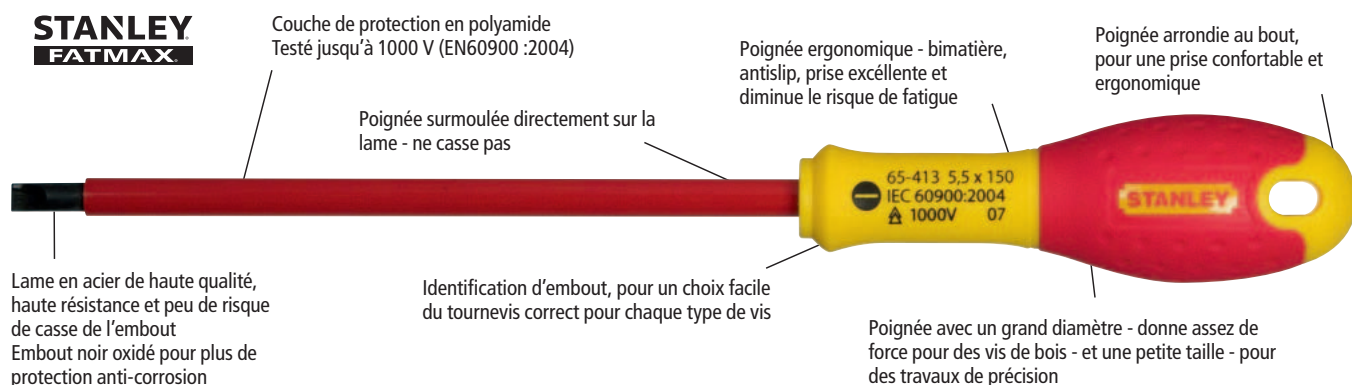 STANLEY
FATMAX
Couche de protection en polyamide
Testé jusqu'à 1000 V (EN60900 :2004)
Poignée surmoulée directement sur la
lame - ne casse pas
Poignée ergonomique - bimatière,
antislip, prise excéllente et
diminue le risque de fatigue
Poignée arrondie au bout,
pour une prise confortable et
ergonomique
65-413 5,5 x 150
IEC 60900:2004
1000V 07
STANLEY
Lame en acier de haute qualité,
haute résistance et peu de risque
de casse de l'embout
Embout noir oxidé pour plus de
protection anti-corrosion
Identification d'embout, pour un choix facile
du tournevis correct pour chaque type de vis
Poignée avec un grand diamètre - donne assez de
force pour des vis de bois - et une petite taille - pour
des travaux de précision